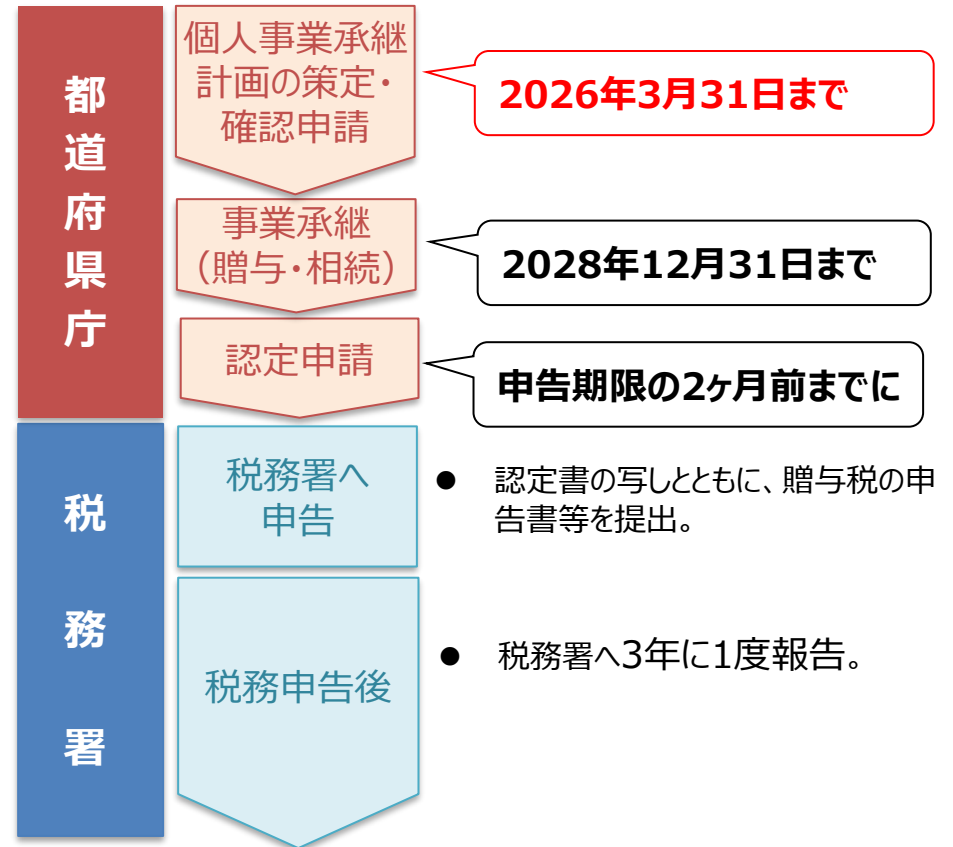 都道府県庁
個人事業承継
計画の策定・
確認申請
2026年3月31日まで
事業承継
（贈与・相続）
2028年12月31日まで
認定申請
申告期限の2ヶ月前までに
税務署
税務署へ
申告
● 認定書の写しとともに、贈与税の申
告書等を提出。
税務申告後
● 税務署へ3年に1度報告。